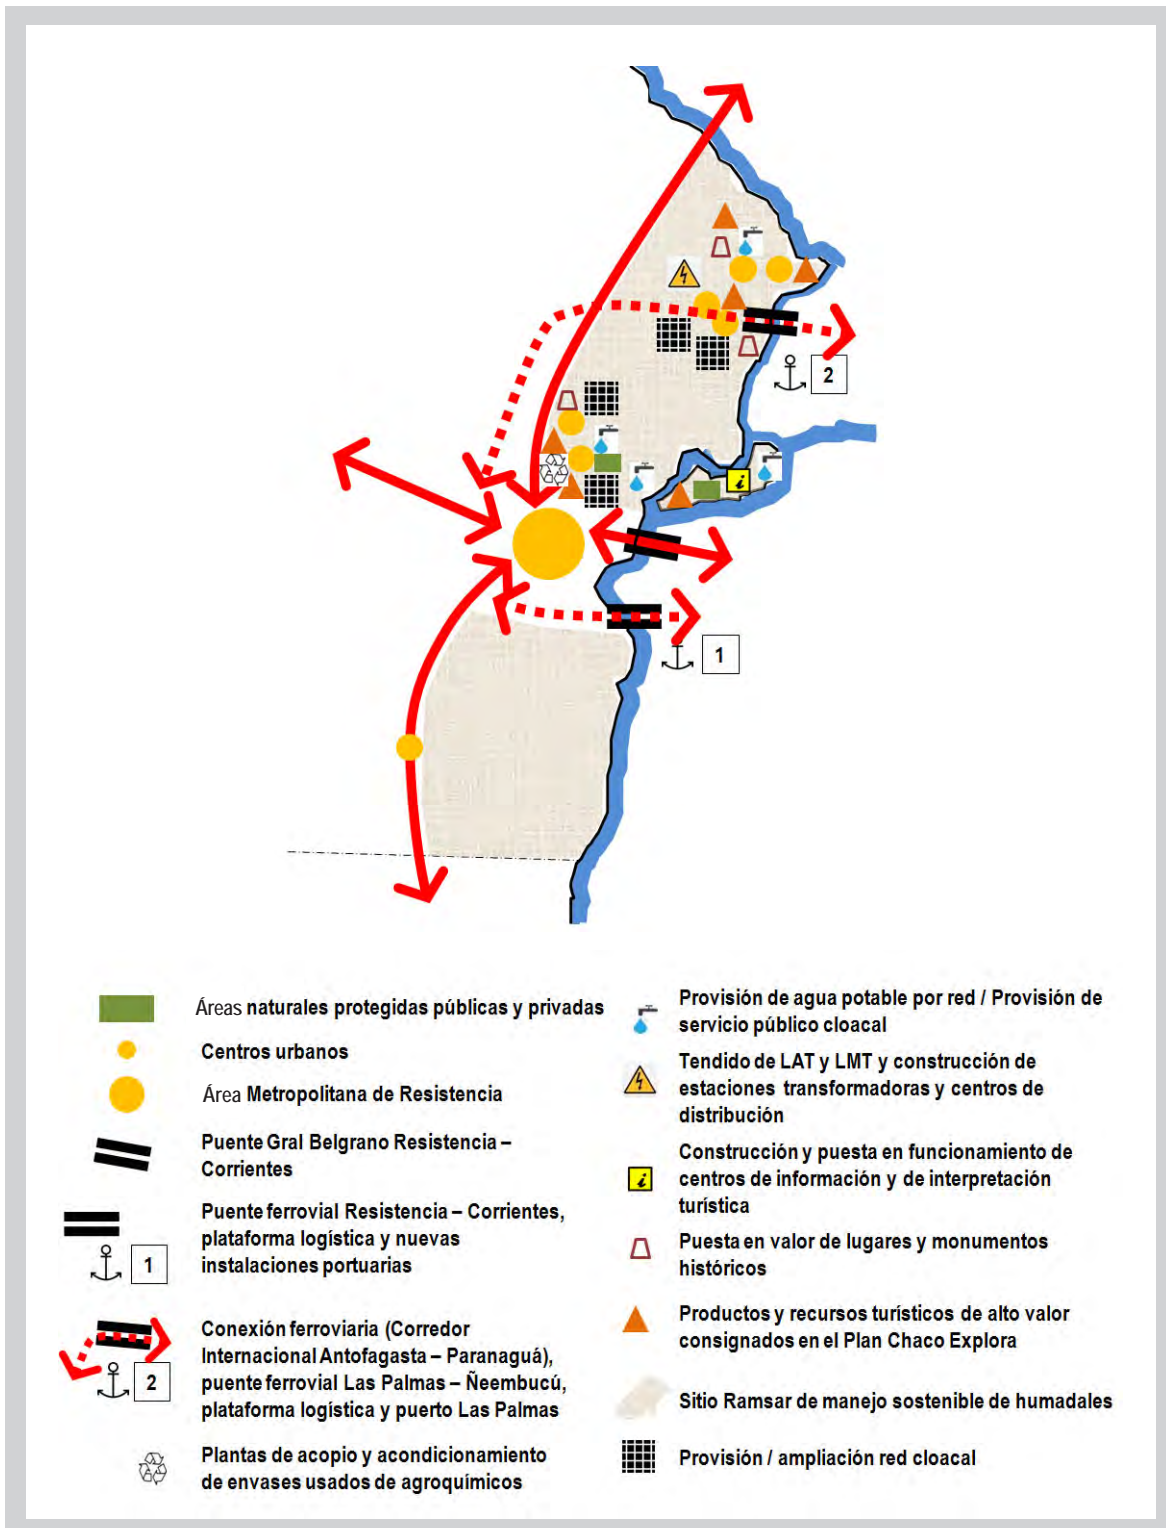 2
1
Áreas naturales protegidas públicas y privadas
Centros urbanos
Área Metropolitana de Resistencia
Puente Gral Belgrano Resistencia –
Corrientes
Puente ferrovial Resistencia – Corrientes,
plataforma logística y nuevas
instalaciones portuarias
1
Conexión ferroviaria (Corredor
Internacional Antofagasta – Paranaguá),
puente ferrovial Las Palmas – Ñeembucú,
plataforma logística y puerto Las Palmas
2
Plantas de acopio y acondicionamiento
de envases usados de agroquímicos
Provisión de agua potable por red / Provisión de
servicio público cloacal
Tendido de LAT y LMT y construcción de
estaciones transformadoras y centros de
distribución
Construcción y puesta en funcionamiento de
centros de información y de interpretación
turística
Puesta en valor de lugares y monumentos
históricos
Productos y recursos turísticos de alto valor
consignados en el Plan Chaco Explora
Sitio Ramsar de manejo sostenible de humadales
Provisión / ampliación red cloacal